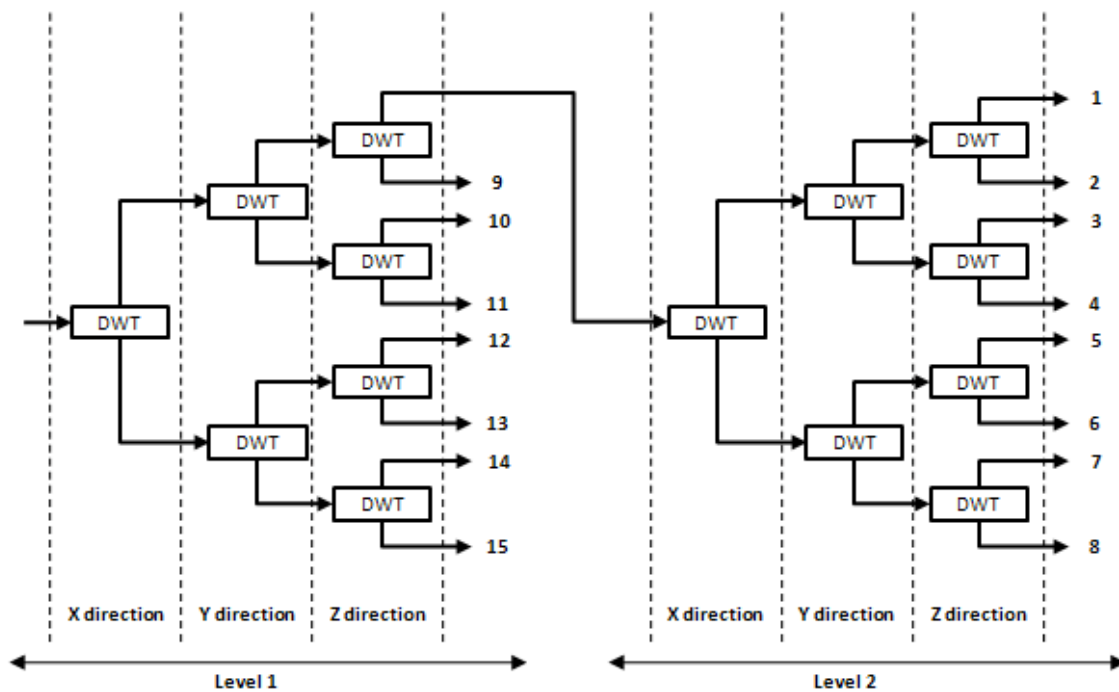 1
DWT
DWT
9
2
DWT
DWT
10
3
DWT
DWT
11
4
DWT
DWT
12
5
DWT
DWT
13
6
DWT
DWT
14
7
DWT
DWT
15
8
X direction Y direction Z direction X direction Y direction Z direction
Level 1 Level 2